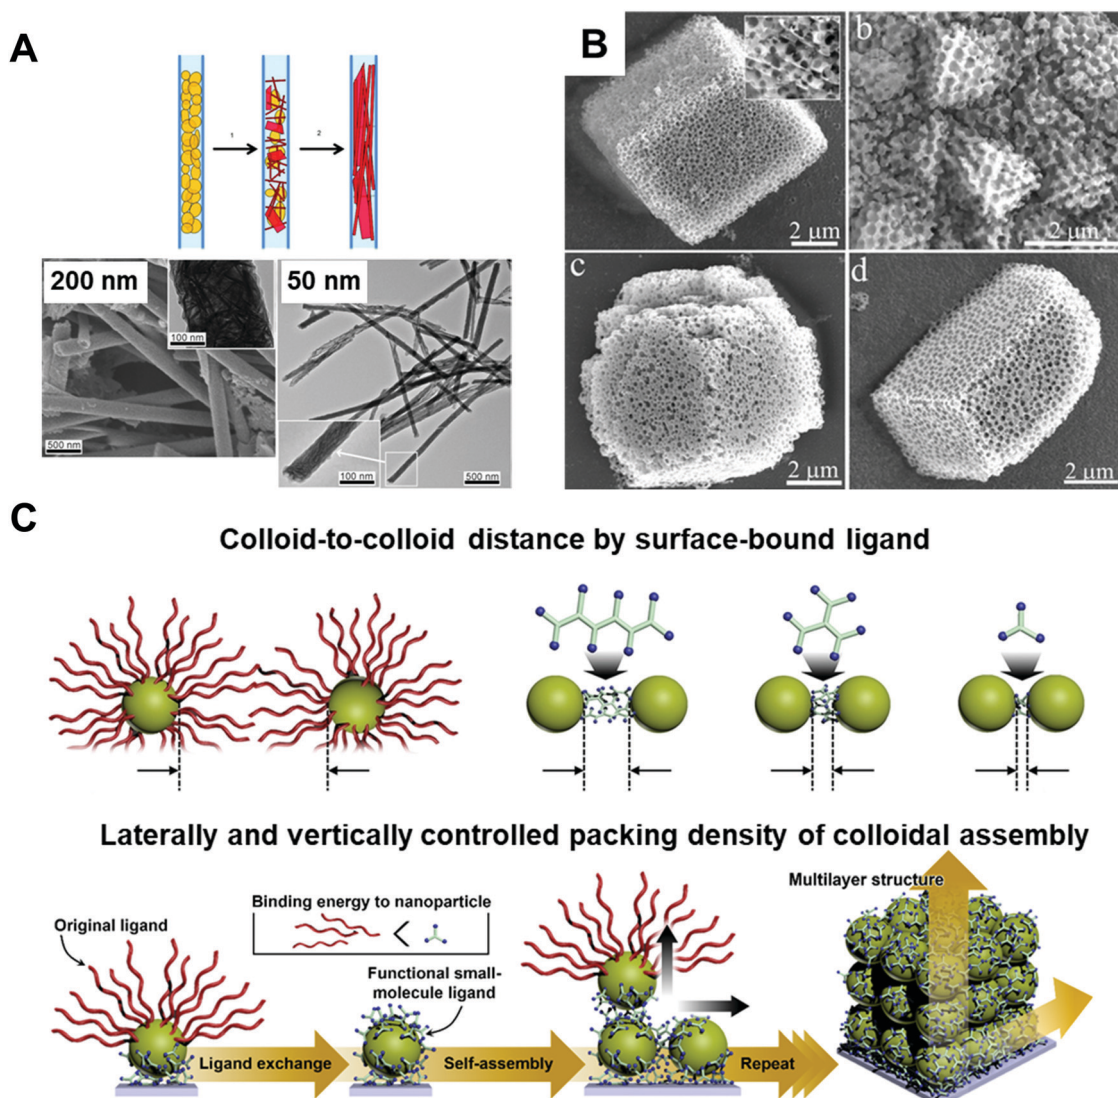 A
1
2
200 nm
100 nm
500 nm
50 nm
100 nm
500 nm
B
2 μm
b
2 μm
c
2 μm
d
2 μm
C
Colloid-to-colloid distance by surface-bound ligand
Laterally and vertically controlled packing density of colloidal assembly
Original ligand
Binding energy to nanoparticle
<
Functional small-
molecule ligand
Multilayer structure
Ligand exchange
Self-assembly
Repeat